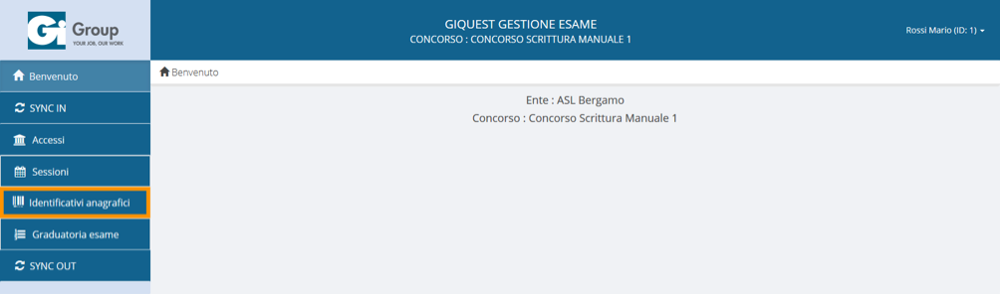 Gi Group
YOUR JOB, OUR WORK
GIQUEST GESTIONE ESAME
CONCORSO : CONCORSO SCRITTURA MANUALE 1
Rossi Mario (ID: 1)
Benvenuto
SYNC IN
Accessi
Sessioni
Identificativi anagrafici
Graduatoria esame
SYNC OUT
Benvenuto
Ente : ASL Bergamo
Concorso : Concorso Scrittura Manuale 1